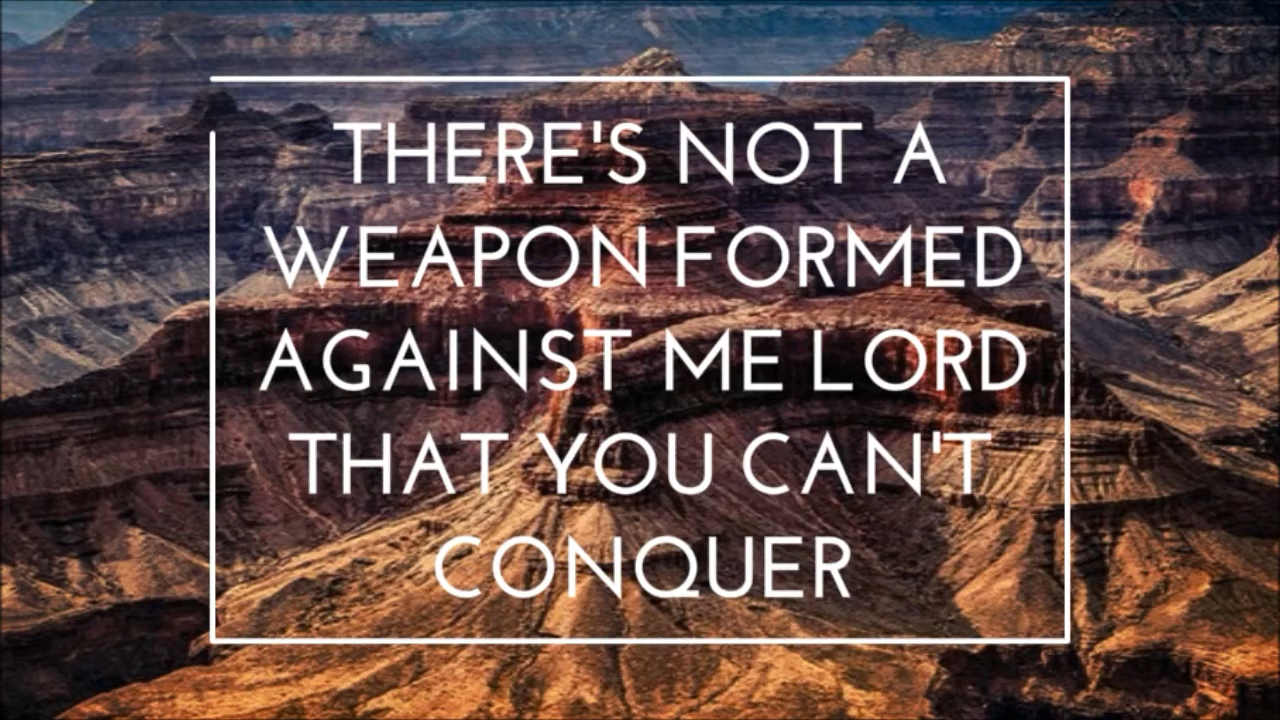 THERE'S NOT A
WEAPON FORMED
AGAINST ME LORD
THAT YOU CAN'T
CONQUER